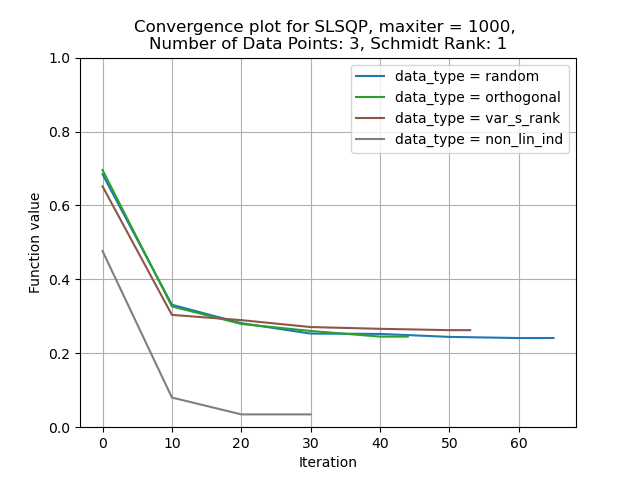 Convergence plot for SLSQP, maxiter = 1000,
Number of Data Points: 3, Schmidt Rank: 1
1.0
0.8
0.6
0.4
0.2
0.0
Function value
data_type = random
data_type = orthogonal
data_type = var_s_rank
data_type = non_lin_ind
0 10 20 30 40 50 60
Iteration